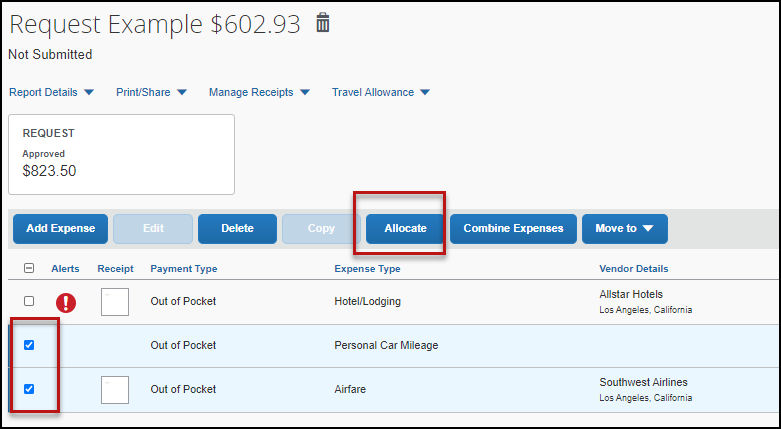 Request Example $602.93
Not Submitted
Report Details Print/Share Manage Receipts Travel Allowance
REQUEST
Approved
$823.50
Add Expense Edit Delete Copy Allocate Combine Expenses Move to
Alerts Receipt Payment Type Expense Type Vendor Details
Out of Pocket Hotel/Lodging Allstar Hotels
Los Angeles, California
Out of Pocket Personal Car Mileage
Out of Pocket Airfare Southwest Airlines
Los Angeles, California